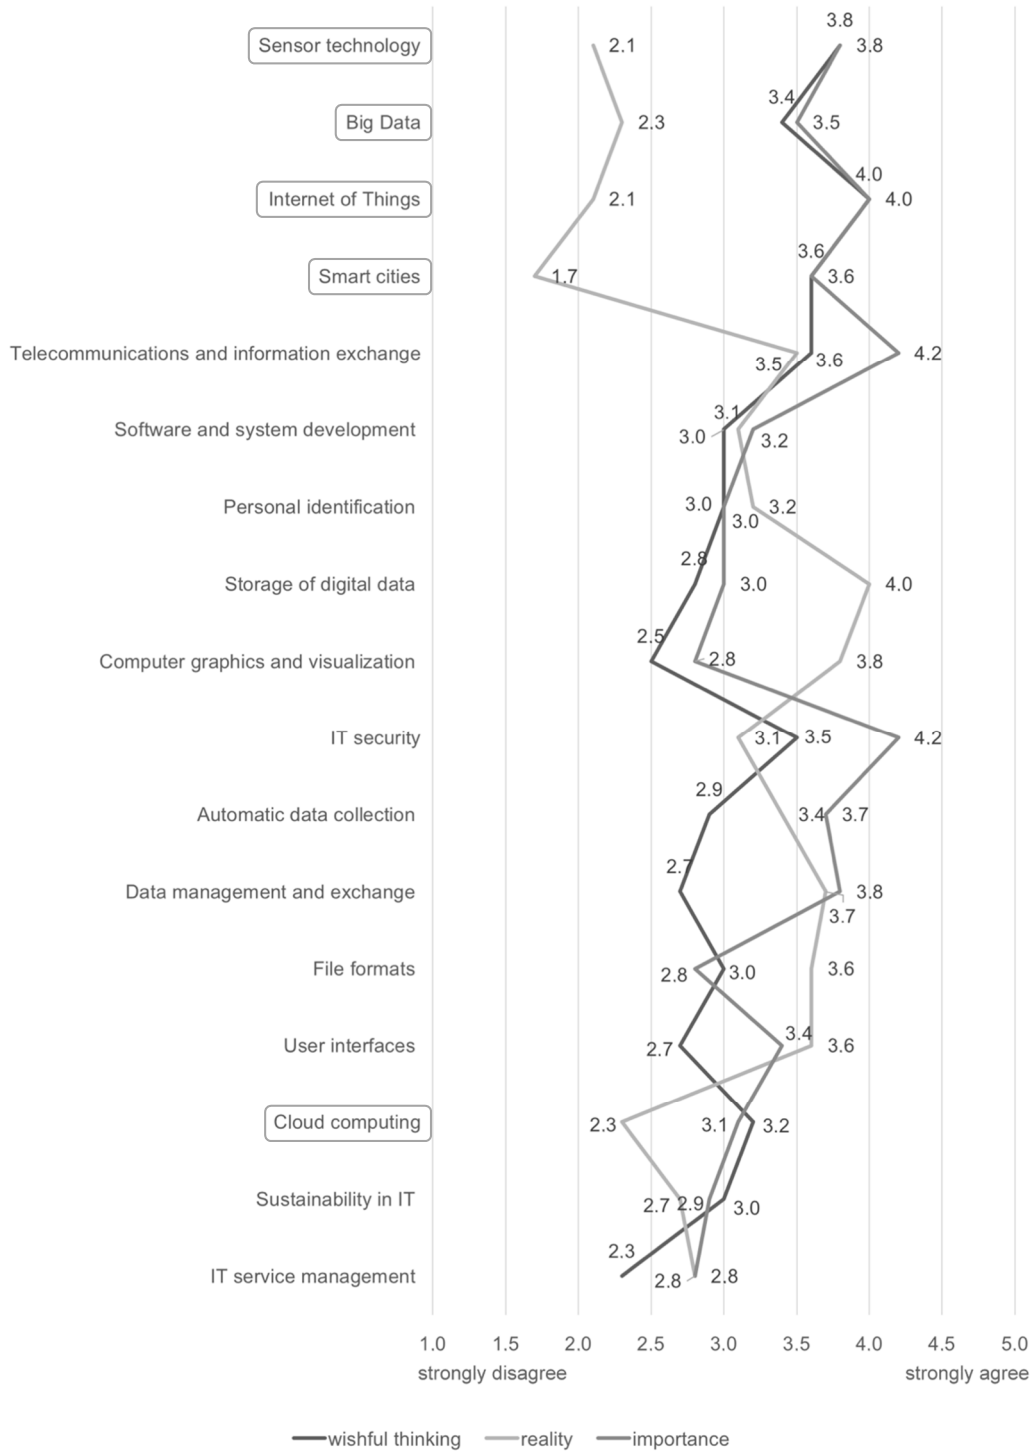 3.8
Sensor technology 2.1 3.8
3.4
Big Data 2.3 3.5
4.0
Internet of Things 2.1 4.0
3.6
Smart cities 1.7 3.6
Telecommunications and information exchange 3.5 3.6 4.2
3.1
Software and system development 3.0 3.2
Personal identification 3.0 3.0 3.2
2.8
Storage of digital data 3.0 4.0
2.5
Computer graphics and visualization 2.8 3.8
IT security 3.1 3.5 4.2
2.9
Automatic data collection 3.4 3.7
2.7
Data management and exchange 3.8
3.7
File formats 2.8 3.0 3.6
3.4
User interfaces 2.7 3.6
Cloud computing 2.3 3.1 3.2
Sustainability in IT 2.7 2.9 3.0
2.3
IT service management 2.8 2.8
1.0 1.5 2.0 2.5 3.0 3.5 4.0 4.5 5.0
strongly disagree strongly agree
wishful thinking reality importance